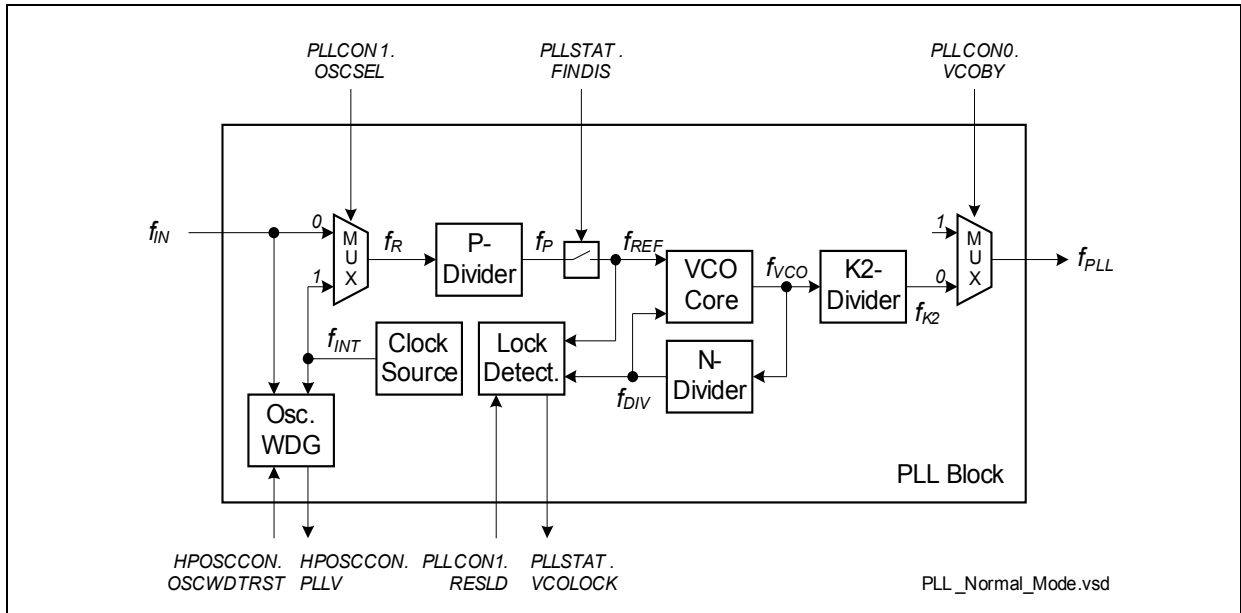 PLLCON1.
OSCSEL
PLLSTAT .
FINDIS
PLLCON0.
VCOBY
fIN
0
1
MUX
fR
P-
Divider
fP
fREF
VCO
Core
fVCO
K2-
Divider
fK2
1
0
MUX
fPLL
fINT
Clock
Source
Lock
Detect.
fDIV
N-
Divider
Osc.
WDG
PLL Block
HPOSCCON.
OSCWDTRST
HPOSCCON.
PLLV
PLLCON1.
RESLD
PLLSTAT .
VCOLOCK
PLL_Normal_Mode.vsd